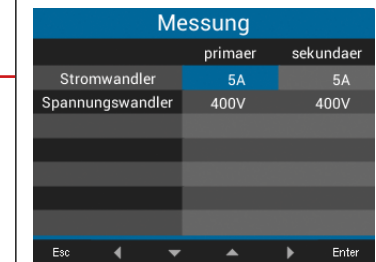 Messung
primaer sekundaer
Stromwandler 5A 5A
Spannungswandler 400V 400V
Esc Enter